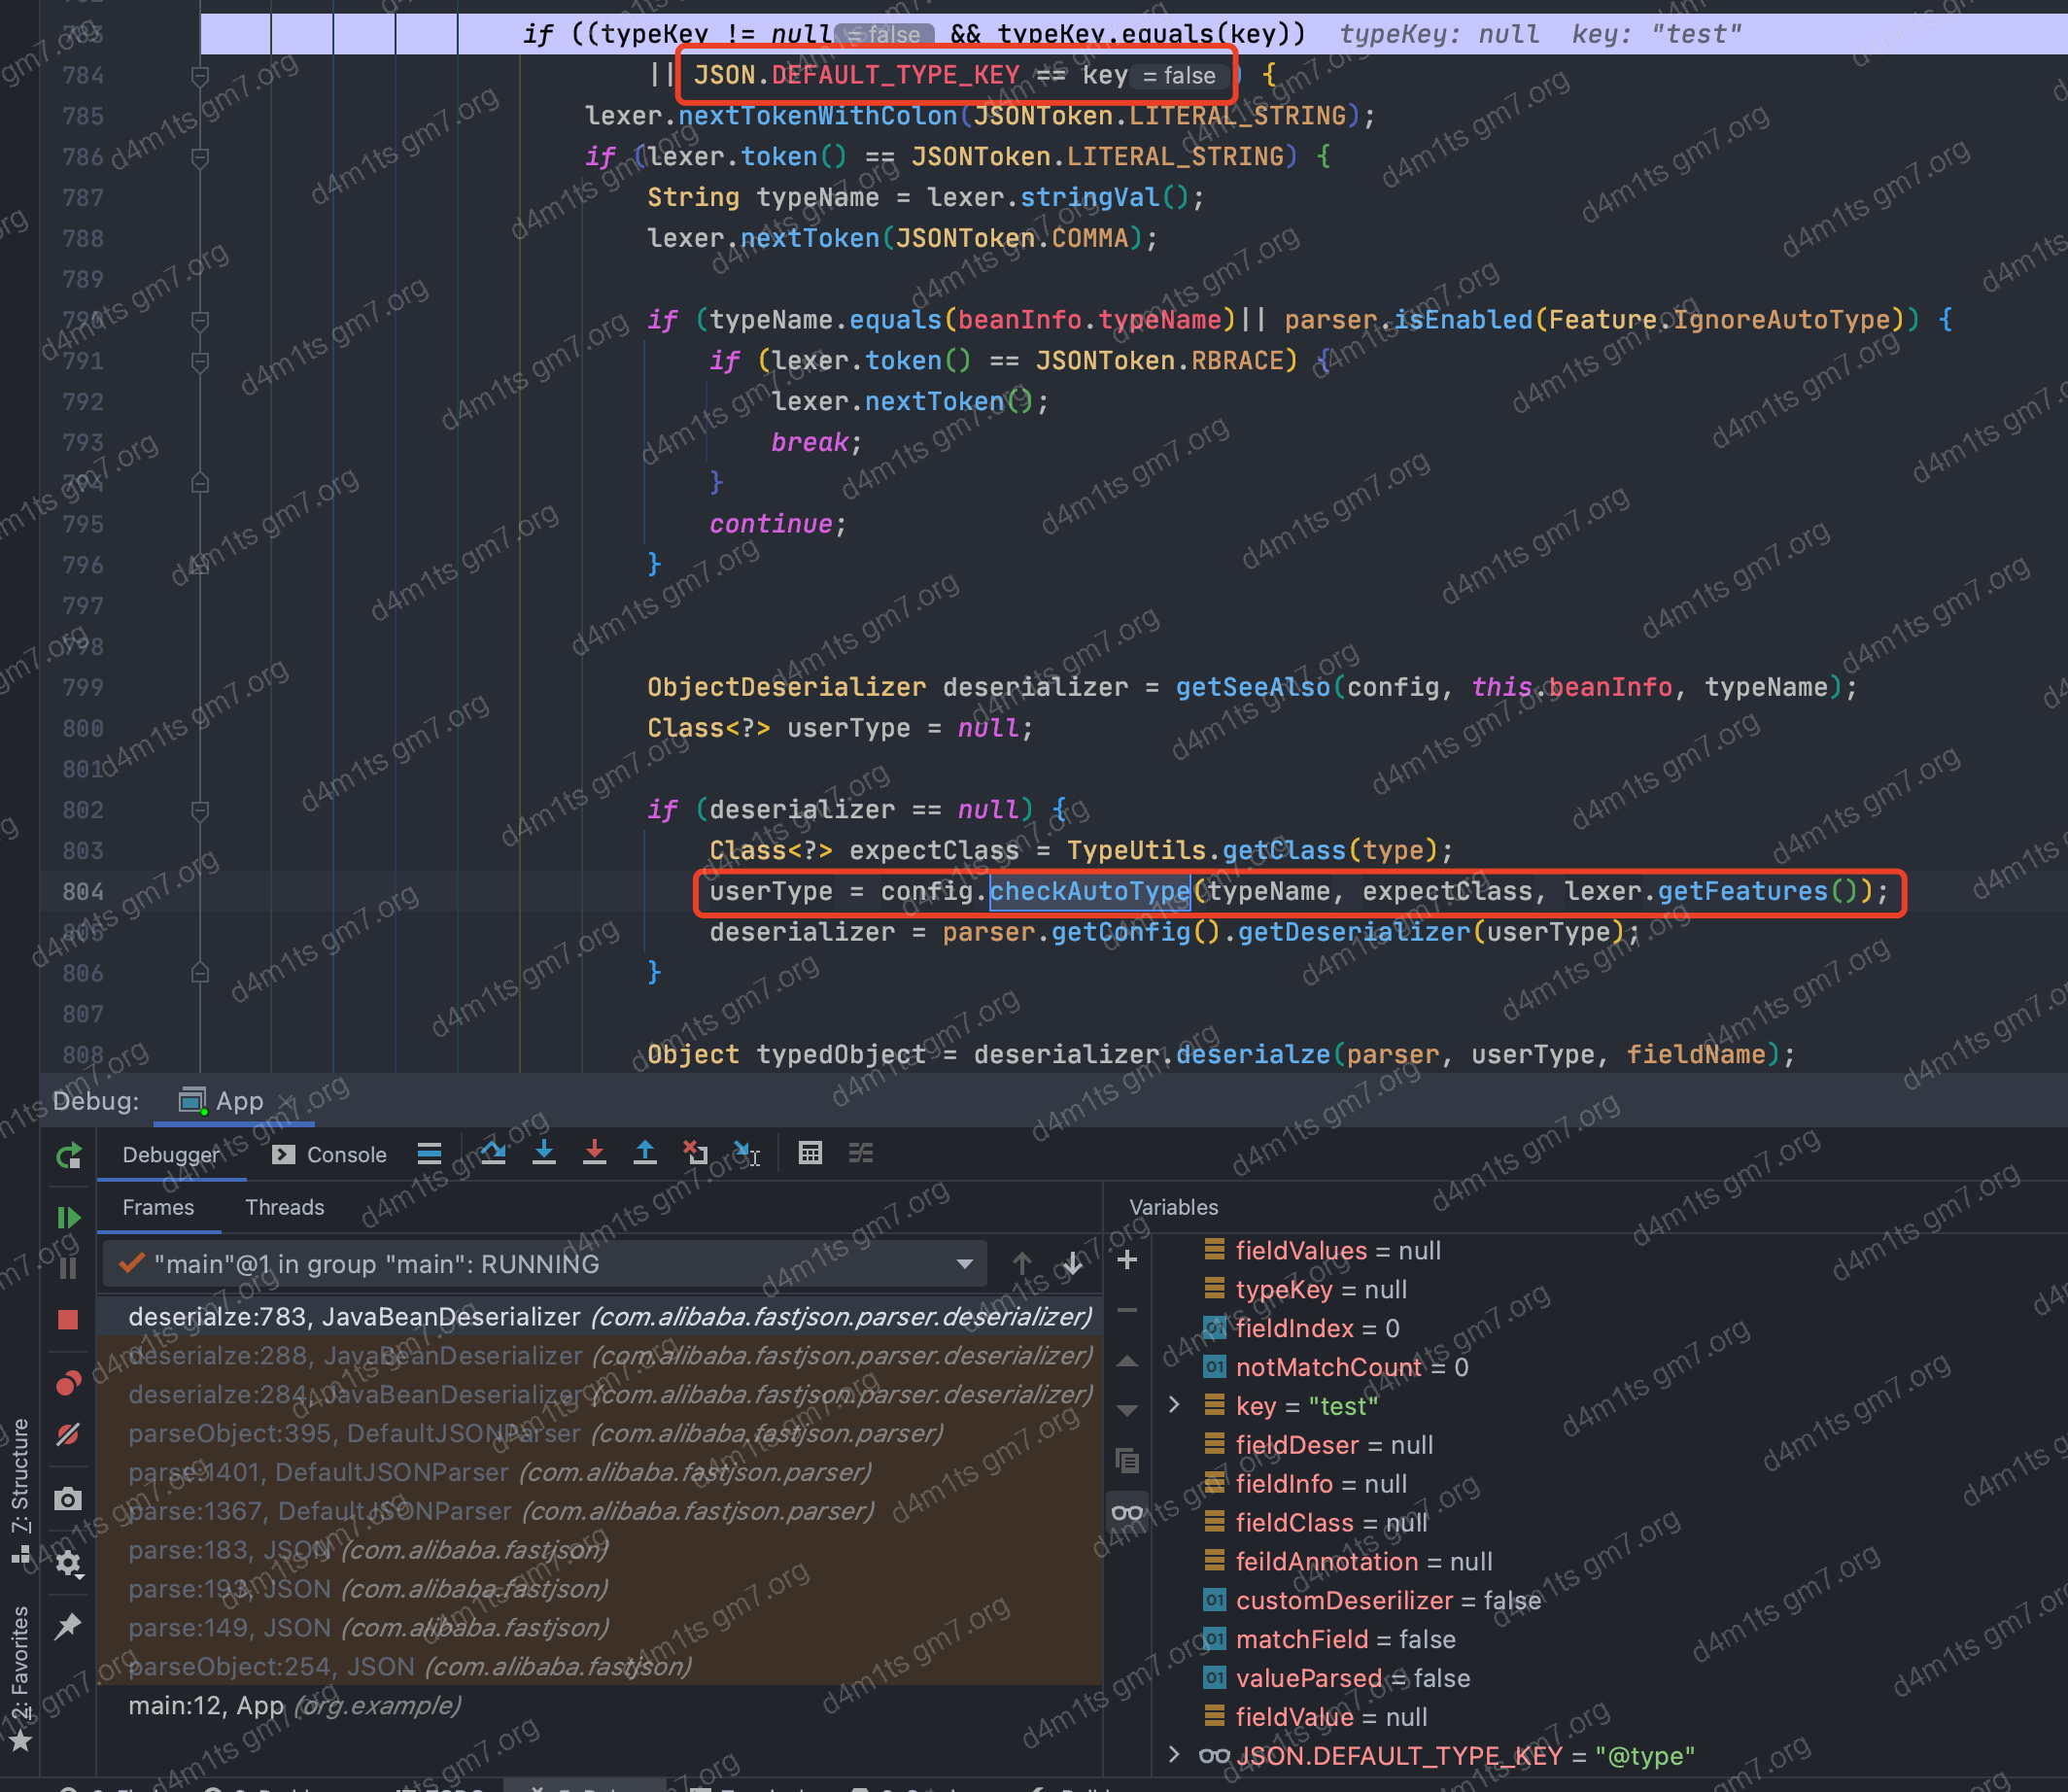 783 if ((typeKey != null = false && typeKey.equals(key)) typeKey: null key: "test"
784 || JSON.DEFAULT_TYPE_KEY == key = false ) {
785 lexer.nextTokenWithColon(JSONToken.LITERAL_STRING);
786 if (lexer.token() == JSONToken.LITERAL_STRING) {
787 String typeName = lexer.stringVal();
788 lexer.nextToken(JSONToken.COMMA);
789
790 if (typeName.equals(beanInfo.typeName)|| parser.isEnabled(Feature.IgnoreAutoType)) {
791 if (lexer.token() == JSONToken.RBRACE) {
792 lexer.nextToken();
793 break;
794 }
795 continue;
796 }
797
798
799 ObjectDeserializer deserializer = getSeeAlso(config, this.beanInfo, typeName);
800 Class<?> userType = null;
801
802 if (deserializer == null) {
803 Class<?> expectClass = TypeUtils.getClass(type);
804 userType = config.checkAutoType(typeName, expectClass, lexer.getFeatures());
805 deserializer = parser.getConfig().getDeserializer(userType);
806 }
807
808 Object typedObject = deserializer.deserialze(parser, userType, fieldName);
Debug: App
Debugger Console
Frames Threads
"main"@1 in group "main": RUNNING
deserialze:783, JavaBeanDeserializer (com.alibaba.fastjson.parser.deserializer)
deserialze:288, JavaBeanDeserializer (com.alibaba.fastjson.parser.deserializer)
deserialze:284, JavaBeanDeserializer (com.alibaba.fastjson.parser.deserializer)
parseObject:395, DefaultJSONParser (com.alibaba.fastjson.parser)
parse:1401, DefaultJSONParser (com.alibaba.fastjson.parser)
parse:1367, DefaultJSONParser (com.alibaba.fastjson.parser)
parse:183, JSON (com.alibaba.fastjson)
parse:193, JSON (com.alibaba.fastjson)
parse:149, JSON (com.alibaba.fastjson)
parseObject:254, JSON (com.alibaba.fastjson)
main:12, App (org.example)
Variables
fieldValues = null
typeKey = null
fieldIndex = 0
notMatchCount = 0
key = "test"
fieldDeser = null
fieldInfo = null
fieldClass = null
feildAnnotation = null
customDeserilizer = false
matchField = false
valueParsed = false
fieldValue = null
JSON.DEFAULT_TYPE_KEY = "@type"
Z: Structure
2: Favorites
d4m1ts gm7.org